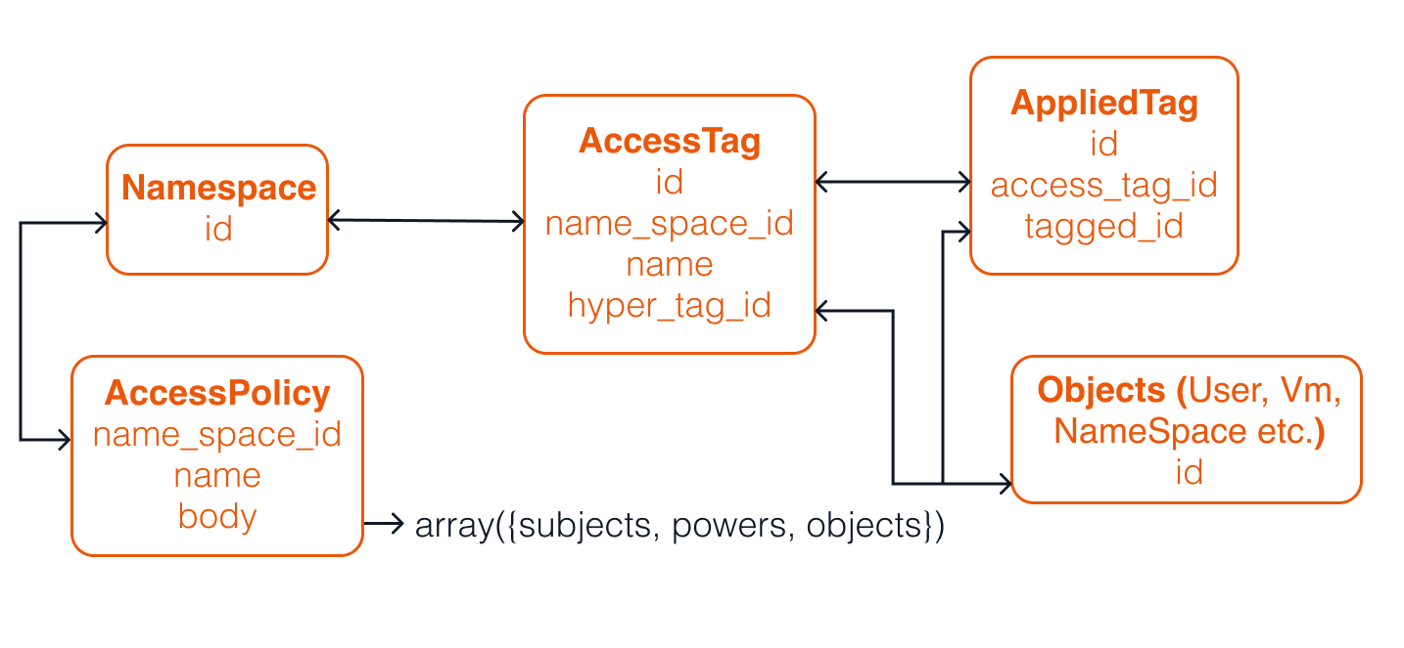 Namespace
id
AccessPolicy
name_space_id
name
body
array({subjects, powers, objects})
AccessTag
id
name_space_id
name
hyper_tag_id
AppliedTag
id
access_tag_id
tagged_id
Objects (User, Vm,
NameSpace etc.)
id